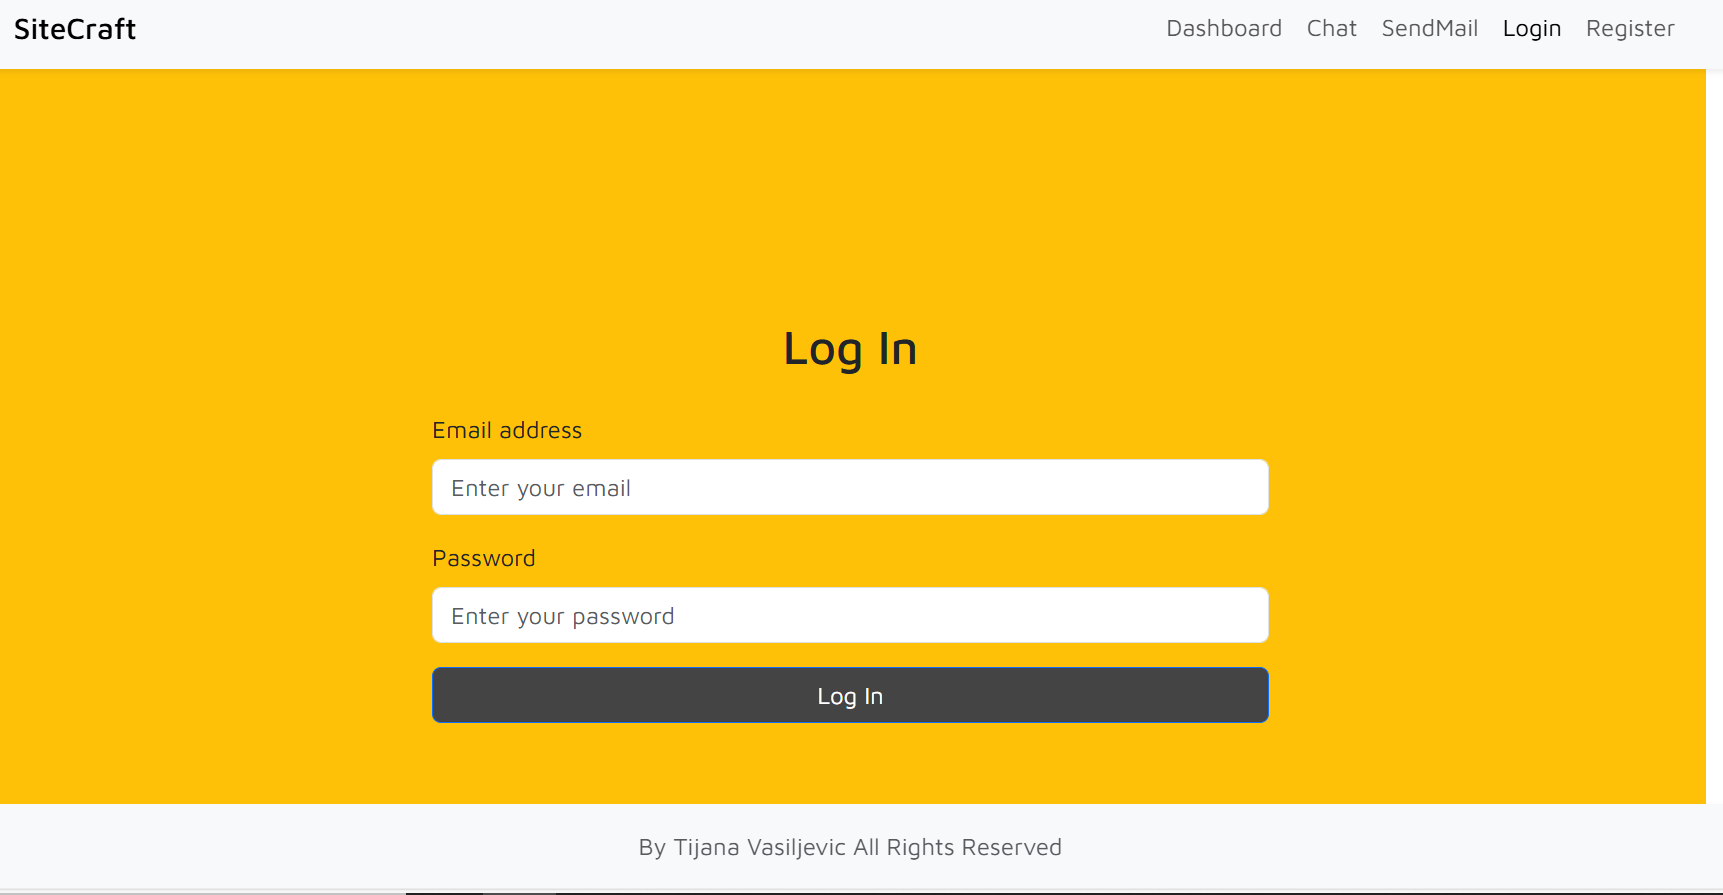 SiteCraft
Dashboard Chat SendMail Login Register
Log In
Email address
Enter your email
Password
Enter your password
Log In
By Tijana Vasiljevic All Rights Reserved